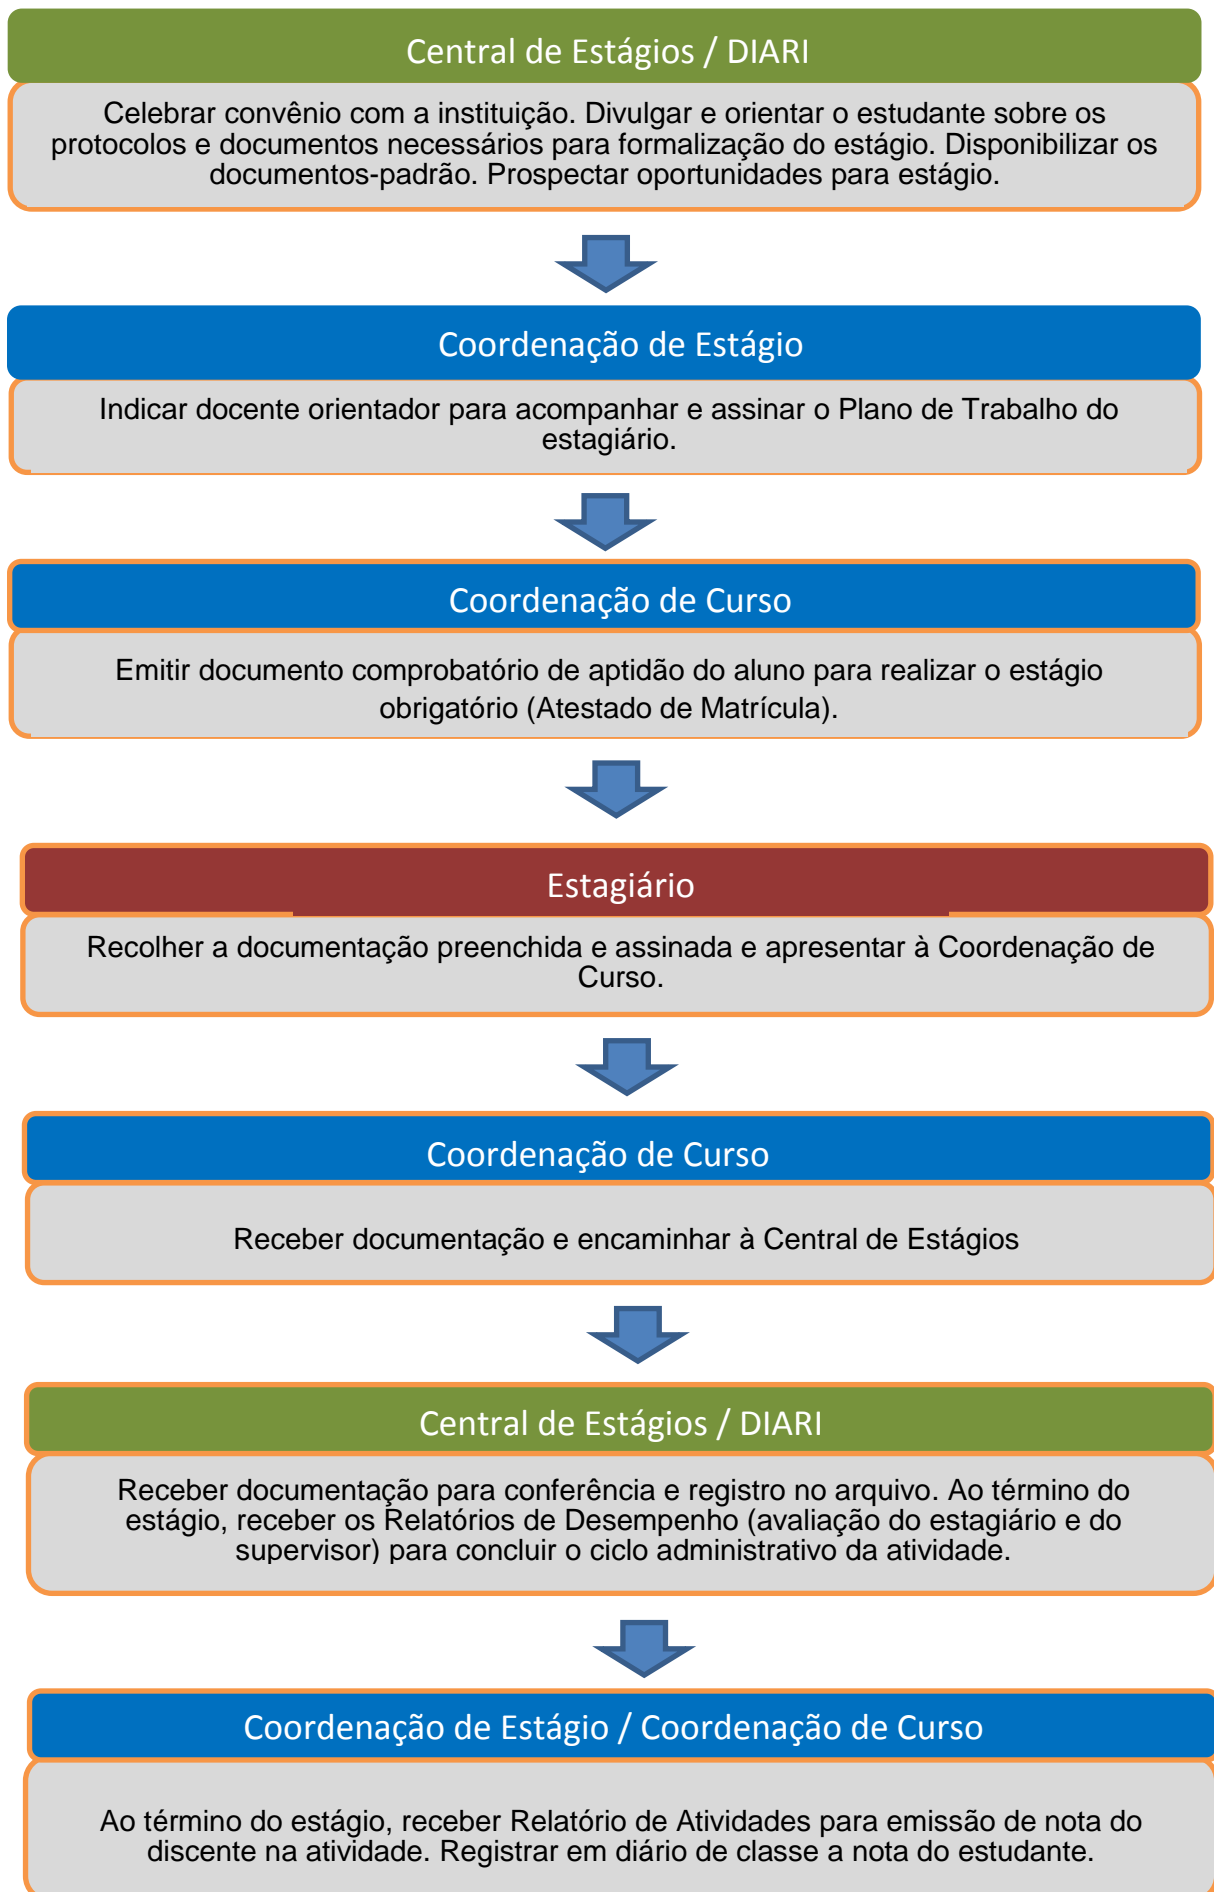 Central de Estágios / DIARI
Celebrar convênio com a instituição. Divulgar e orientar o estudante sobre os
protocolos e documentos necessários para formalização do estágio. Disponibilizar os
documentos-padrão. Prospectar oportunidades para estágio.
Coordenação de Estágio
Indicar docente orientador para acompanhar e assinar o Plano de Trabalho do
estagiário.
Coordenação de Curso
Emitir documento comprobatório de aptidão do aluno para realizar o estágio
obrigatório (Atestado de Matrícula).
Estagiário
Recolher a documentação preenchida e assinada e apresentar à Coordenação de
Curso.
Coordenação de Curso
Receber documentação e encaminhar à Central de Estágios
Central de Estágios / DIARI
Receber documentação para conferência e registro no arquivo. Ao término do
estágio, receber os Relatórios de Desempenho (avaliação do estagiário e do
supervisor) para concluir o ciclo administrativo da atividade.
Coordenação de Estágio / Coordenação de Curso
Ao término do estágio, receber Relatório de Atividades para emissão de nota do
discente na atividade. Registrar em diário de classe a nota do estudante.